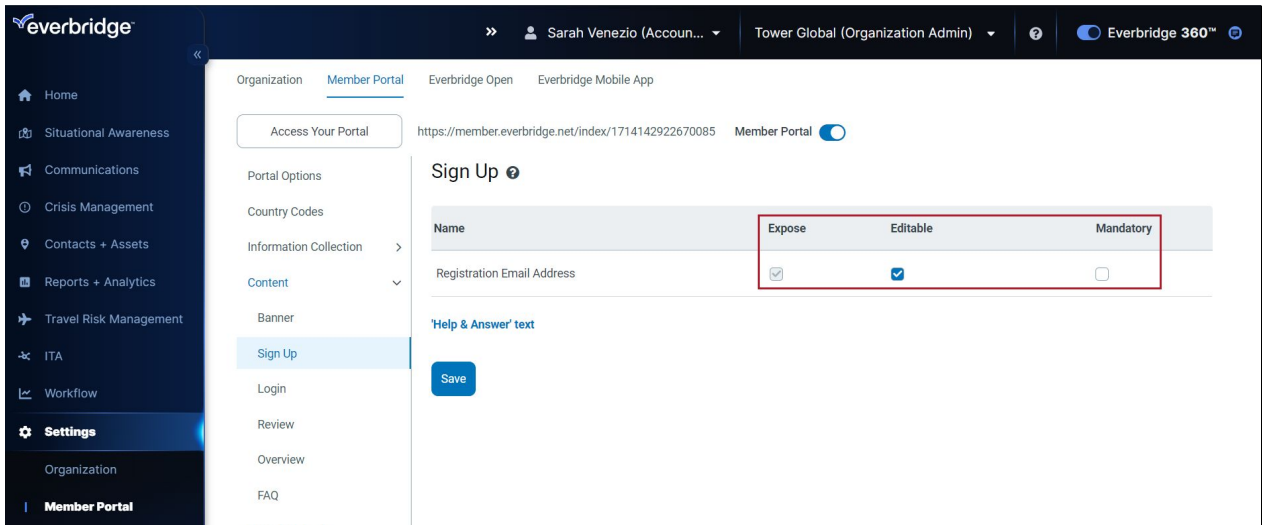 everbridge™
»
Sarah Venezio (Accoun...
Tower Global (Organization Admin)
Everbridge 360™
«
Home
Situational Awareness
Communications
Crisis Management
Contacts + Assets
Reports + Analytics
Travel Risk Management
ITA
Workflow
Settings
Organization
Member Portal
Organization
Member Portal
Everbridge Open
Everbridge Mobile App
Access Your Portal
https://member.everbridge.net/index/1714142922670085
Member Portal
Portal Options
Country Codes
Information Collection
Content
Banner
Sign Up
Login
Review
Overview
FAQ
Sign Up ?
Name Expose Editable Mandatory
Registration Email Address
'Help & Answer' text
Save